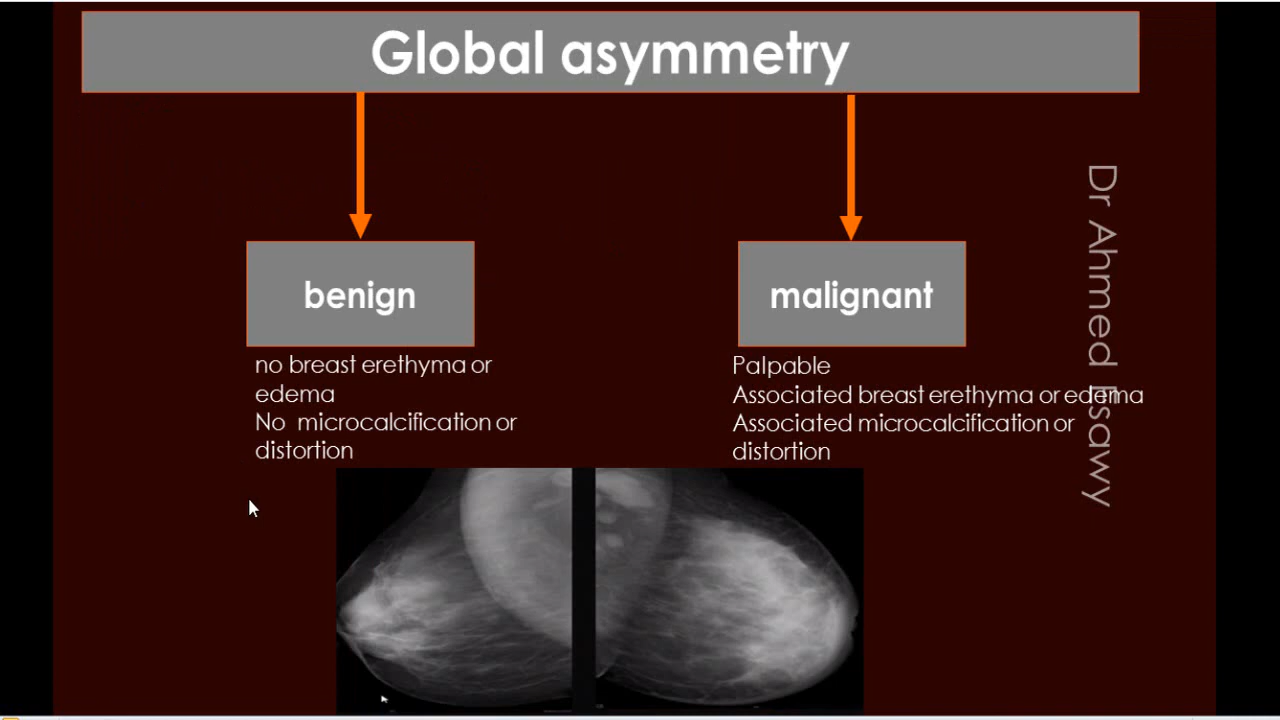 Global asymmetry
benign
malignant
no breast erethyma or
edema
No microcalcification or
distortion
Palpable
Associated breast erethyma or edema
Associated microcalcification or
distortion
Dr Ahmed Essawy